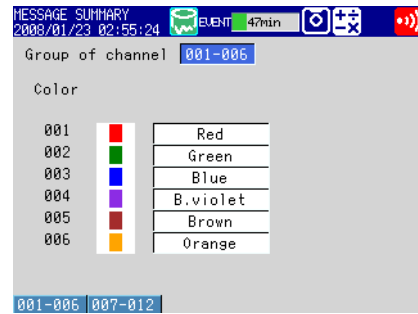 MESSAGE SUMMARY
2008/01/23 02:55:24 EVENT 47min
Group of channel 001-006
Color
001 Red
002 Green
003 Blue
004 B.violet
005 Brown
006 Orange
001-006 007-012